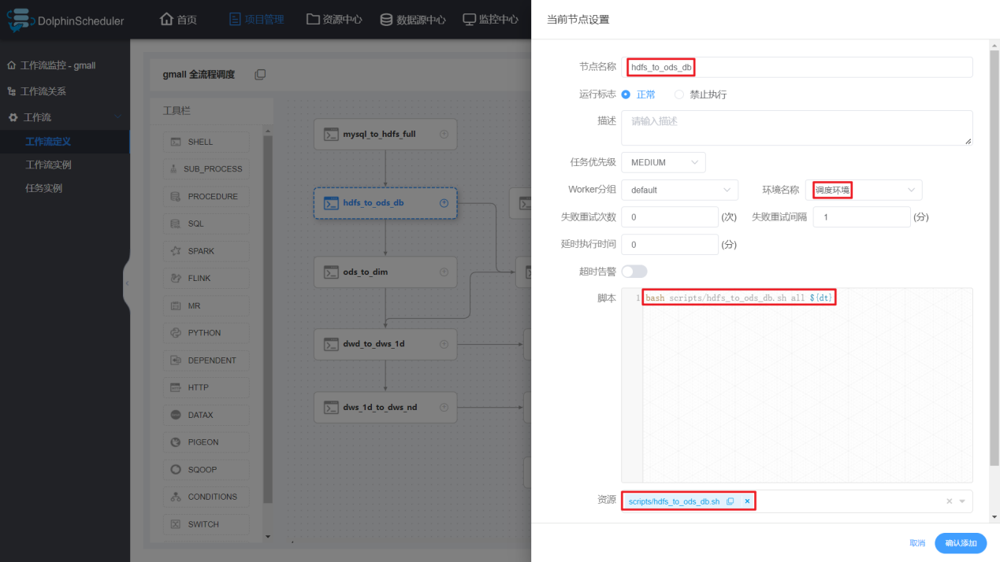 DolphinScheduler
首页
项目管理
资源中心
数据源中心
监控中心
工作流监控 - gmall
工作流关系
工作流
工作流定义
工作流实例
任务实例
gmall 全流程调度
工具栏
SHELL
SUB_PROCESS
PROCEDURE
SQL
SPARK
FLINK
MR
PYTHON
DEPENDENT
HTTP
DATAX
PIGEON
SQOOP
CONDITIONS
SWITCH
mysql_to_hdfs_full
hdfs_to_ods_db
ods_to_dim
dwd_to_dws_1d
dws_1d_to_dws_nd
当前节点设置
节点名称 hdfs_to_ods_db
运行标志 正常 禁止执行
描述 请输入描述
任务优先级 MEDIUM
Worker分组 default 环境名称 调度环境
失败重试次数 0 (次) 失败重试间隔 1 (分)
延时执行时间 0 (分)
超时告警
脚本 1 bash scripts/hdfs_to_ods_db.sh all ${dt}
资源 scripts/hdfs_to_ods_db.sh
取消 确认添加